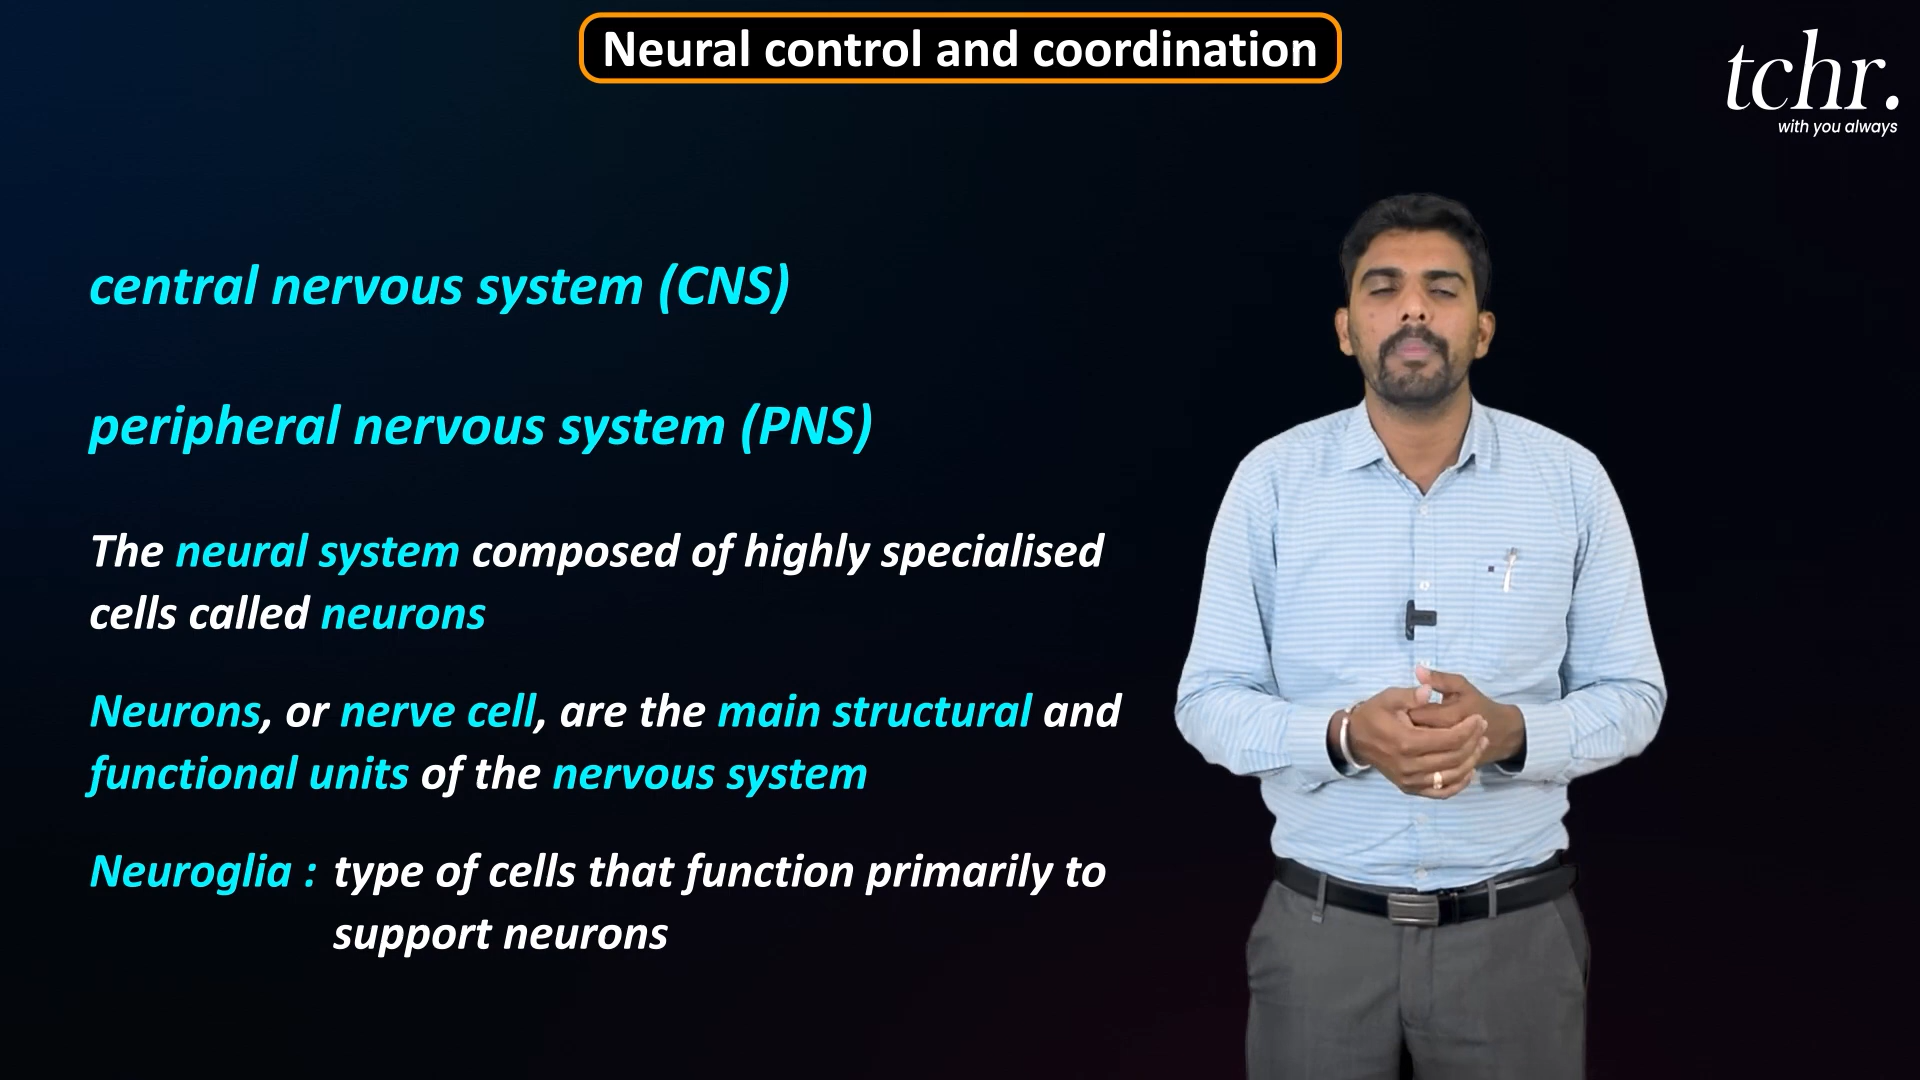 Neural control and coordination
tchr.
with you always
central nervous system (CNS)
peripheral nervous system (PNS)
The neural system composed of highly specialised
cells called neurons
Neurons, or nerve cell, are the main structural and
functional units of the nervous system
Neuroglia : type of cells that function primarily to
support neurons